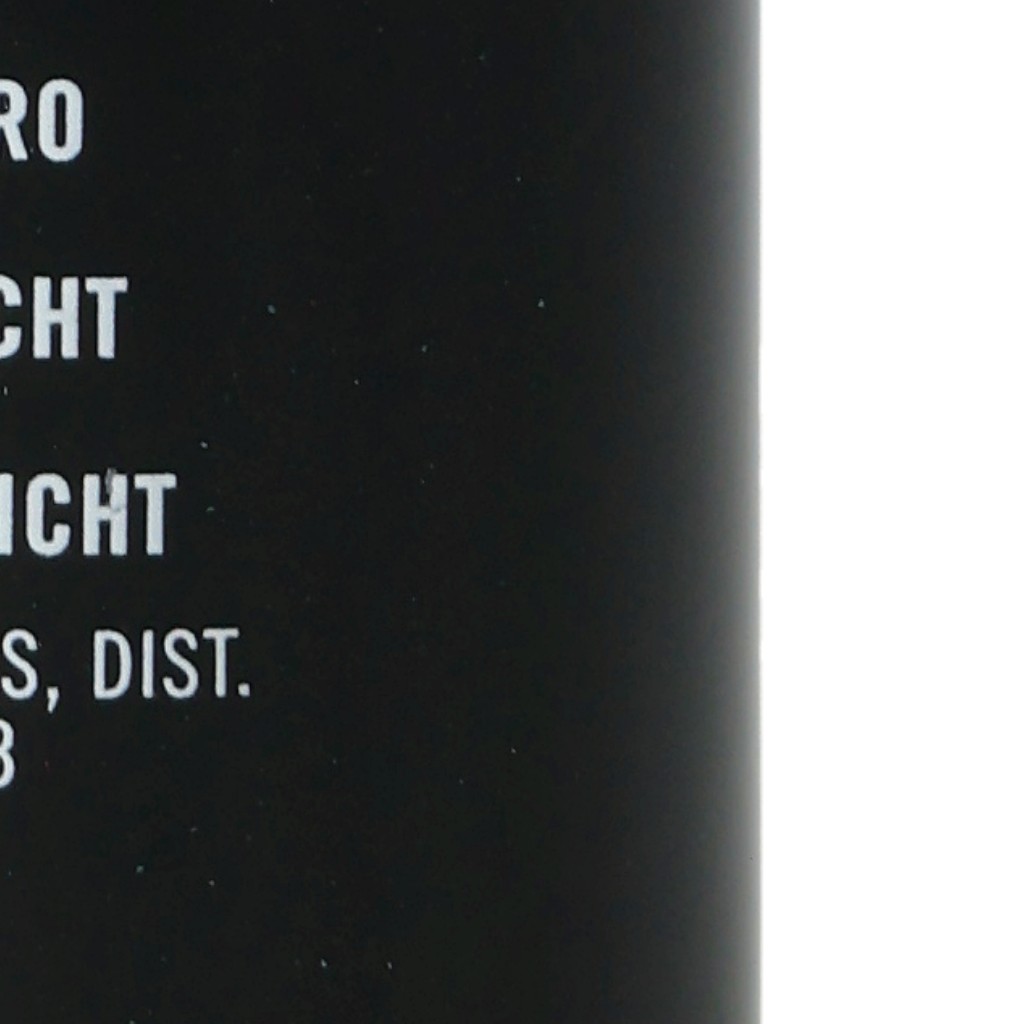 RO
CHT
ICHT
S, DIST.
3